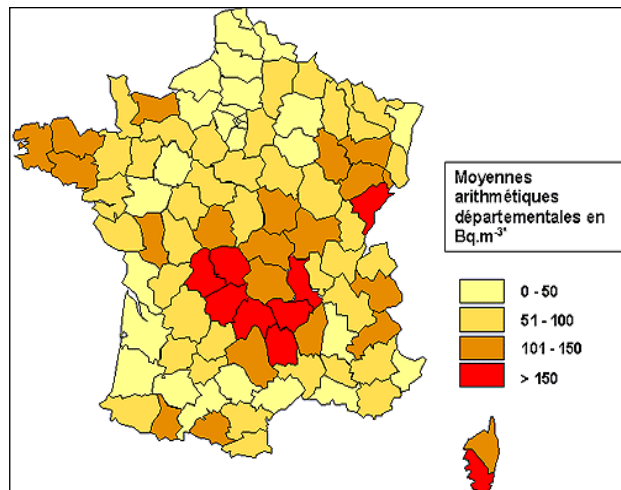 Moyennes
arithmétiques
départementales en
Bq.m-3*
0 - 50
51 - 100
101 - 150
> 150